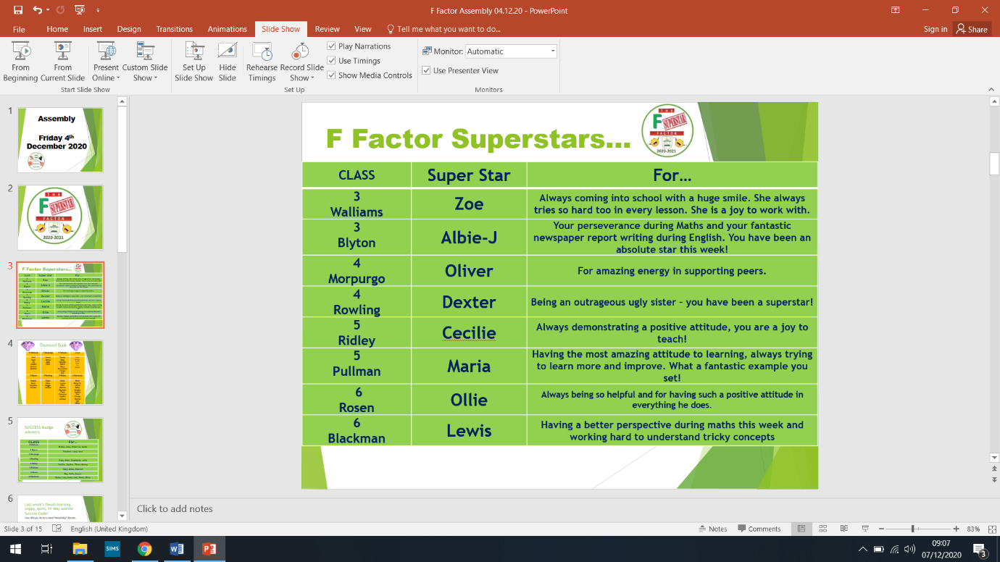 F Factor Assembly 04.12.20 - PowerPoint
File Home Insert Design Transitions Animations Slide Show Review View Tell me what you want to do... Sign in Share
From Beginning
From Current Slide
Present Online
Custom Slide Show
Set Up Slide Show
Hide Slide
Rehearse Timings
Record Slide Show
Play Narrations
Use Timings
Show Media Controls
Monitor: Automatic
Use Presenter View
Start Slide Show
Set Up
Monitors
1
Assembly
Friday 4th
December 2020
2
THE
F SUPERSTAR
FACTOR
2020-2021
3
F Factor Superstars...
4
Diamond Book
5
SUCCESS badge
winners
CLASS For...
6
Last week's Diwali learning,
poppy, spots, FF Way and the
Success Code?
F Factor Superstars...
THE
F SUPERSTAR
FACTOR
2020-2021
CLASS Super Star For...
3
Walliams
Zoe
Always coming into school with a huge smile. She always
tries so hard too in every lesson. She is a joy to work with.
3
Blyton
Albie-J
Your perseverance during Maths and your fantastic
newspaper report writing during English. You have been an
absolute star this week!
4
Morpurgo
Oliver
For amazing energy in supporting peers.
4
Rowling
Dexter
Being an outrageous ugly sister – you have been a superstar!
5
Ridley
Cecilie
Always demonstrating a positive attitude, you are a joy to
teach!
5
Pullman
Maria
Having the most amazing attitude to learning, always trying
to learn more and improve. What a fantastic example you
set!
6
Rosen
Ollie
Always being so helpful and for having such a positive attitude in
everything he does.
6
Blackman
Lewis
Having a better perspective during maths this week and
working hard to understand tricky concepts
Click to add notes
Slide 3 of 15 English (United Kingdom) Notes Comments 83%
SIMS
09:07
07/12/2020
3